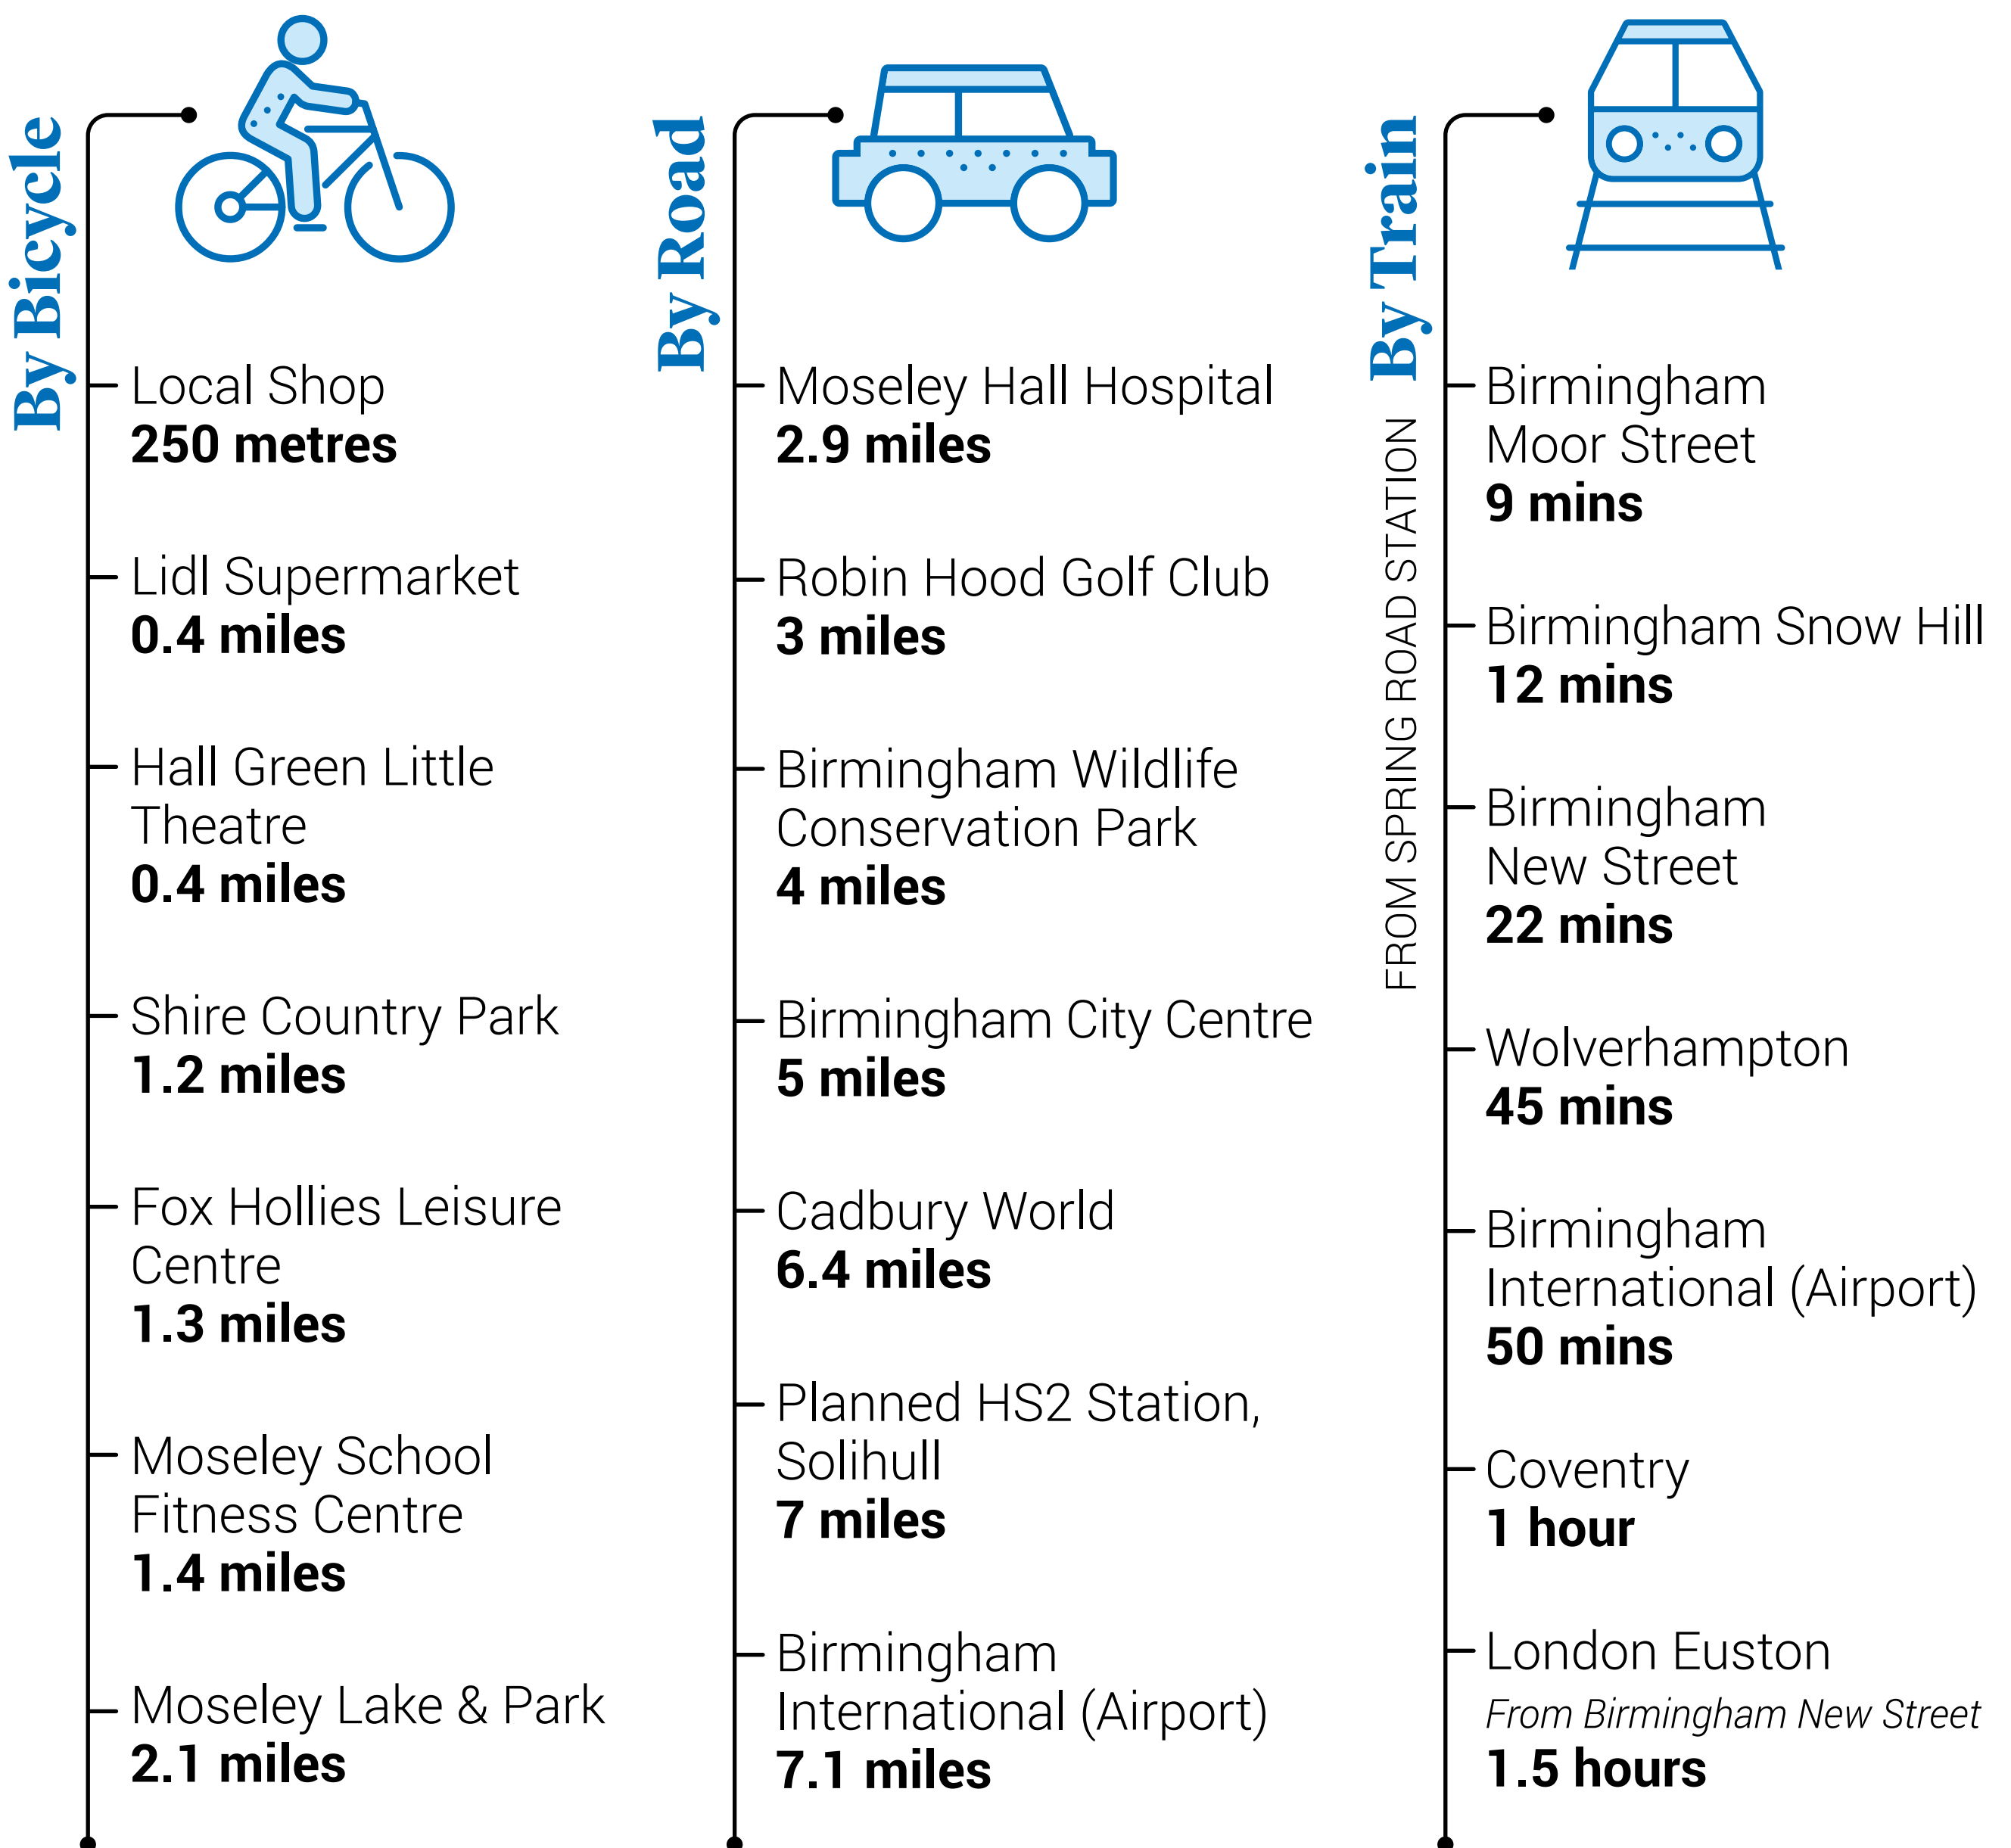 By Bicycle
Local Shop
250 metres
Lidl Supermarket
0.4 miles
Hall Green Little
Theatre
0.4 miles
Shire Country Park
1.2 miles
Fox Hollies Leisure
Centre
1.3 miles
Moseley School
Fitness Centre
1.4 miles
Moseley Lake & Park
2.1 miles
By Road
Moseley Hall Hospital
2.9 miles
Robin Hood Golf Club
3 miles
Birmingham Wildlife
Conservation Park
4 miles
Birmingham City Centre
5 miles
Cadbury World
6.4 miles
Planned HS2 Station,
Solihull
7 miles
Birmingham
International (Airport)
7.1 miles
By Train
FROM SPRING ROAD STATION
Birmingham
Moor Street
9 mins
Birmingham Snow Hill
12 mins
Birmingham
New Street
22 mins
Wolverhampton
45 mins
Birmingham
International (Airport)
50 mins
Coventry
1 hour
London Euston
From Birmingham New Street
1.5 hours